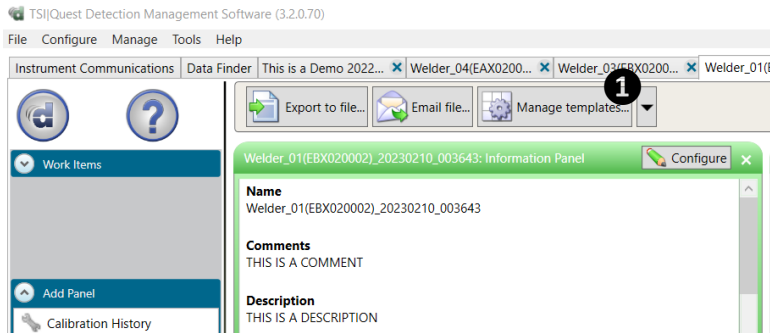 TSI|Quest Detection Management Software (3.2.0.70)
File Configure Manage Tools Help
Instrument Communications Data Finder This is a Demo 2022... Welder_04(EAX0200... Welder_03(EBX0200... Welder_01(E
1
Export to file... Email file... Manage templates...
Work Items
Welder_01(EBX020002)_20230210_003643: Information Panel Configure
Name
Welder_01(EBX020002)_20230210_003643
Comments
THIS IS A COMMENT
Add Panel
Description
Calibration History
THIS IS A DESCRIPTION